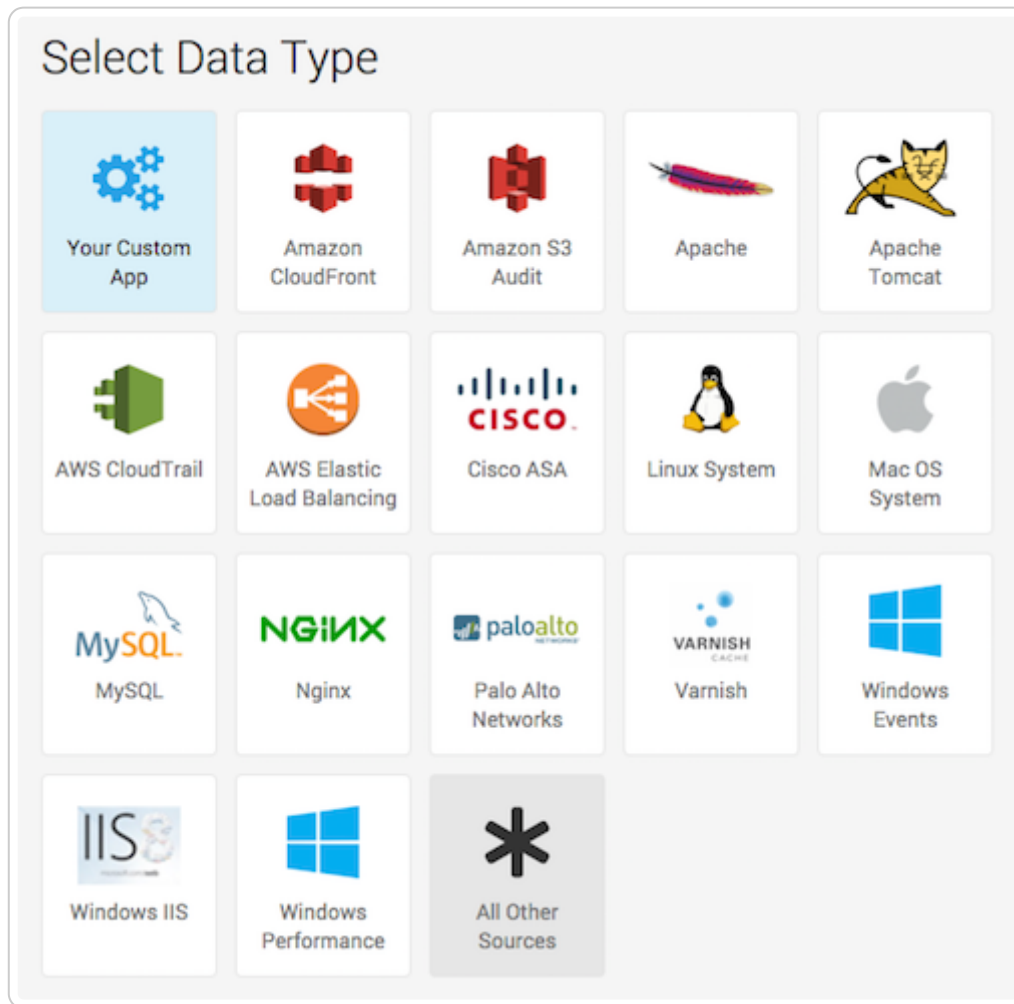 Select Data Type
Your Custom
App
Amazon
CloudFront
Amazon S3
Audit
Apache
Apache
Tomcat
AWS CloudTrail
AWS Elastic
Load Balancing
CISCO
Cisco ASA
Linux System
Mac OS
System
MySQL
MySQL
NGINX
Nginx
paloalto
NETWORKS
Palo Alto
Networks
VARNISH
CACHE
Varnish
Windows
Events
IIS8
Windows IIS
Windows
Performance
All Other
Sources